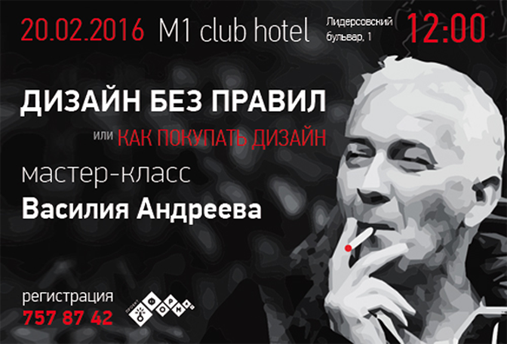 20.02.2016 M1 club hotel Лидерсовский бульвар, 1 12:00
ДИЗАЙН БЕЗ ПРАВИЛ
или КАК ПОКУПАТЬ ДИЗАЙН
мастер-класс
Василия Андреева
регистрация
757 87 42
ФОРМА